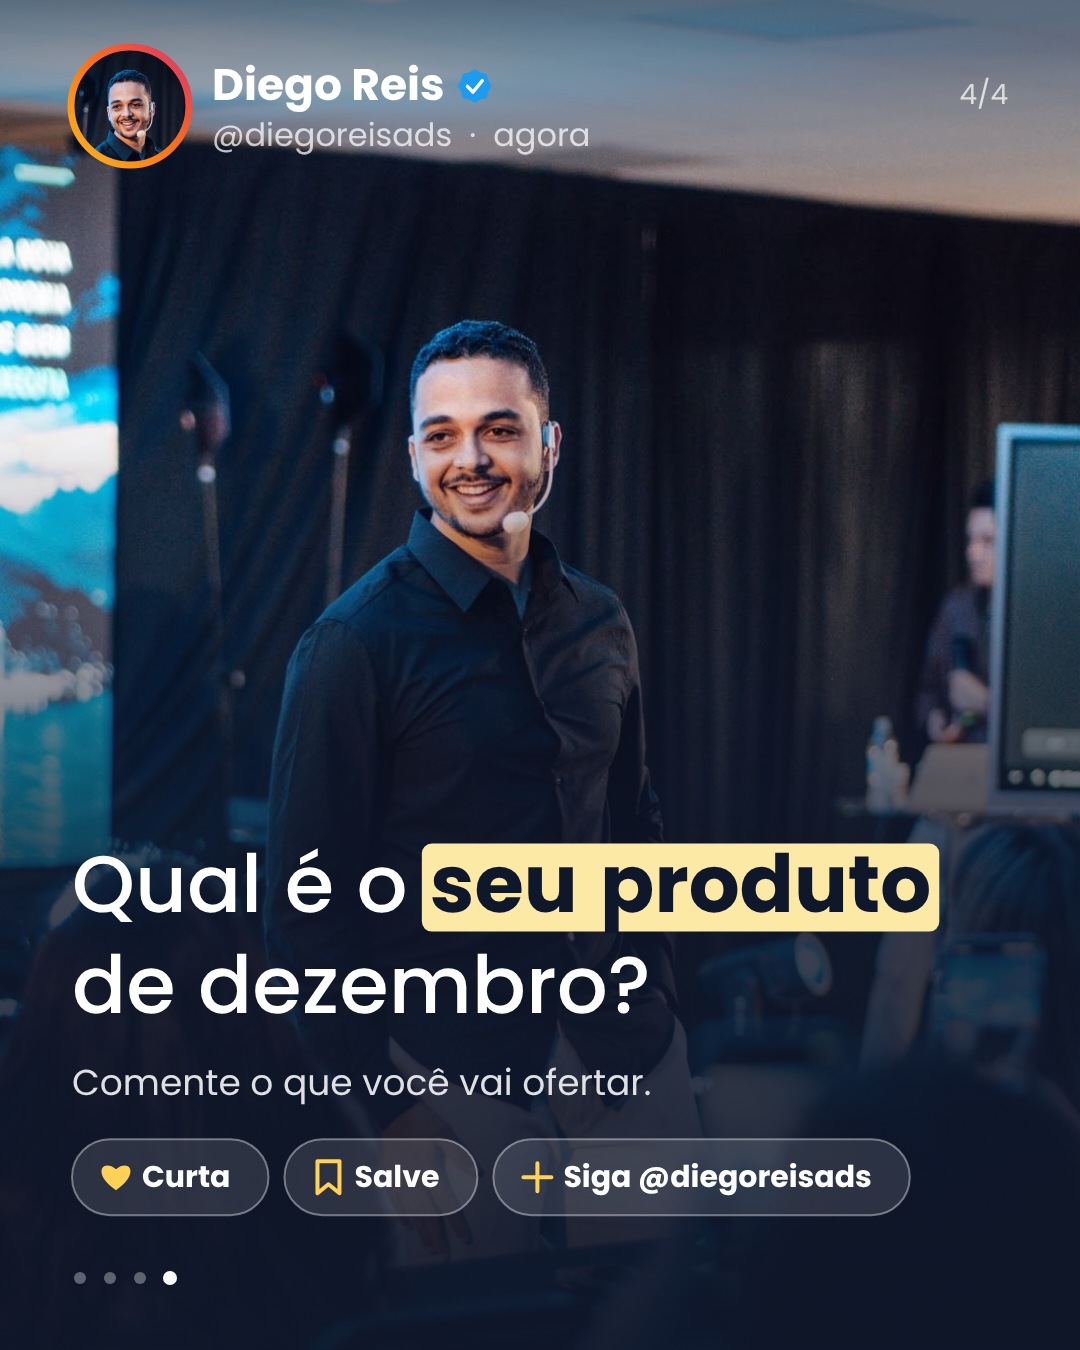 Diego Reis
@diegoreisads · agora
4/4
Qual é o seu produto
de dezembro?
Comente o que você vai ofertar.
Curta
Salve
Siga @diegoreisads